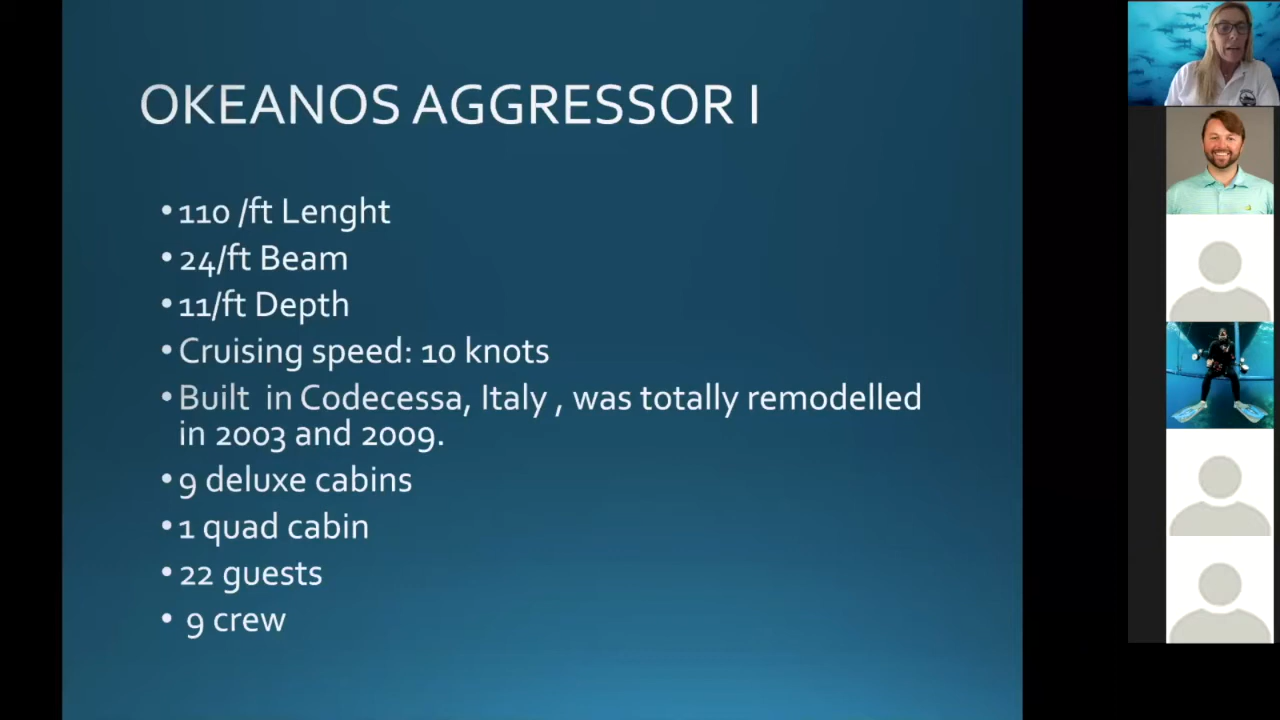 OKEANOS AGGRESSOR I
•110 /ft Lenght
•24/ft Beam
•11/ft Depth
•Cruising speed: 10 knots
•Built  in Codecessa, Italy , was totally remodelled
in 2003 and 2009.
•9 deluxe cabins
•1 quad cabin
•22 guests
• 9 crew